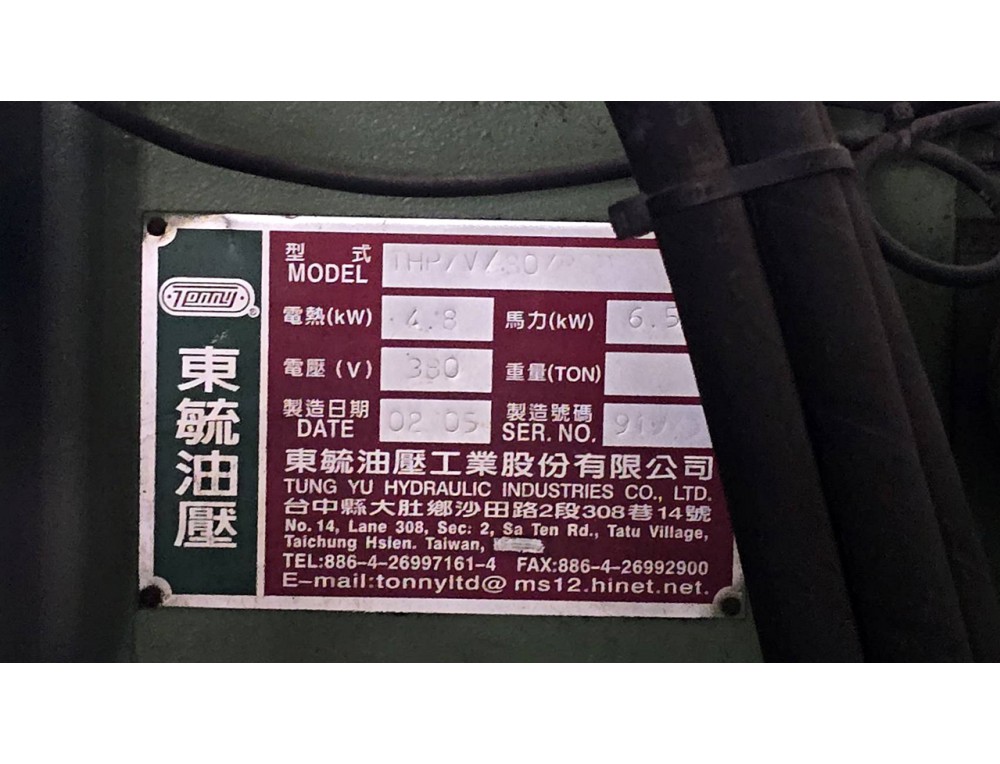 Tonny
東毓油壓
型式 THP/V/30/
MODEL
電熱(kW) 4.8 馬力(kW) 6.5
電壓(V) 380 重量(TON)
製造日期 02 05 製造號碼
DATE SER. NO.
東毓油壓工業股份有限公司
TUNG YU HYDRAULIC INDUSTRIES CO., LTD.
台中縣大肚鄉沙田路2段308巷14號
No. 14, Lane 308, Sec: 2, Sa Ten Rd., Tatu Village,
Taichung Hsien. Taiwan,
TEL:886-4-26997161-4 FAX:886-4-26992900
E-mail:tonnyltd@ ms12.hinet.net.